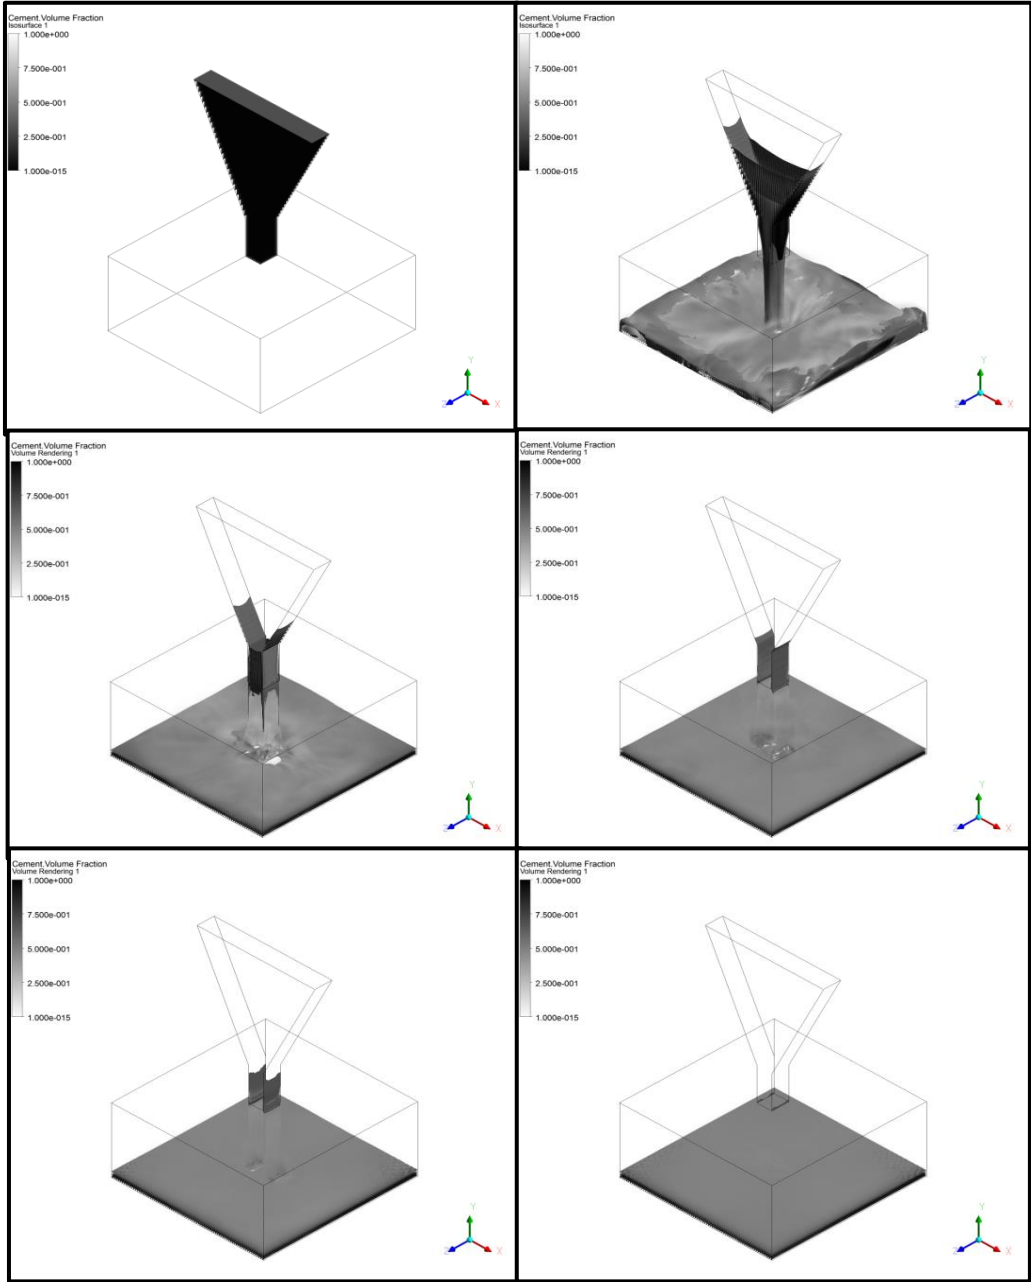 Cement.Volume Fraction
Isosurface 1
1.000e+000
7.500e-001
5.000e-001
2.500e-001
1.000e-015
Y
Z
X
Cement.Volume Fraction
Isosurface 1
1.000e+000
7.500e-001
5.000e-001
2.500e-001
1.000e-015
Y
Z
X
Cement.Volume Fraction
Volume Rendering 1
1.000e+000
7.500e-001
5.000e-001
2.500e-001
1.000e-015
Y
Z
X
Cement.Volume Fraction
Volume Rendering 1
1.000e+000
7.500e-001
5.000e-001
2.500e-001
1.000e-015
Y
Z
X
Cement.Volume Fraction
Volume Rendering 1
1.000e+000
7.500e-001
5.000e-001
2.500e-001
1.000e-015
Y
Z
X
Cement.Volume Fraction
Volume Rendering 1
1.000e+000
7.500e-001
5.000e-001
2.500e-001
1.000e-015
Y
Z
X